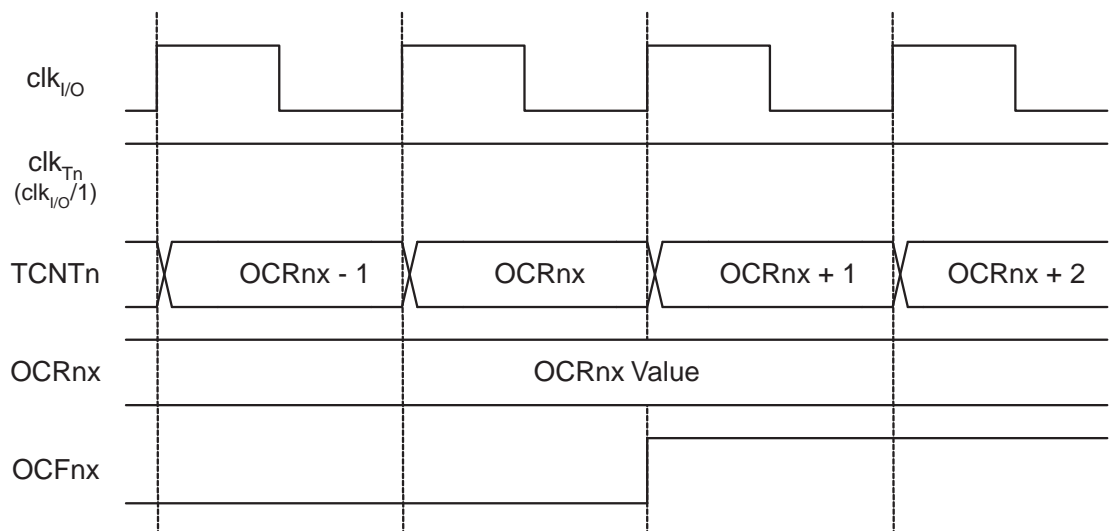 clkI/O
clkTn
(clkI/O/1)
TCNTn
OCRnx - 1
OCRnx
OCRnx + 1
OCRnx + 2
OCRnx
OCRnx Value
OCFnx